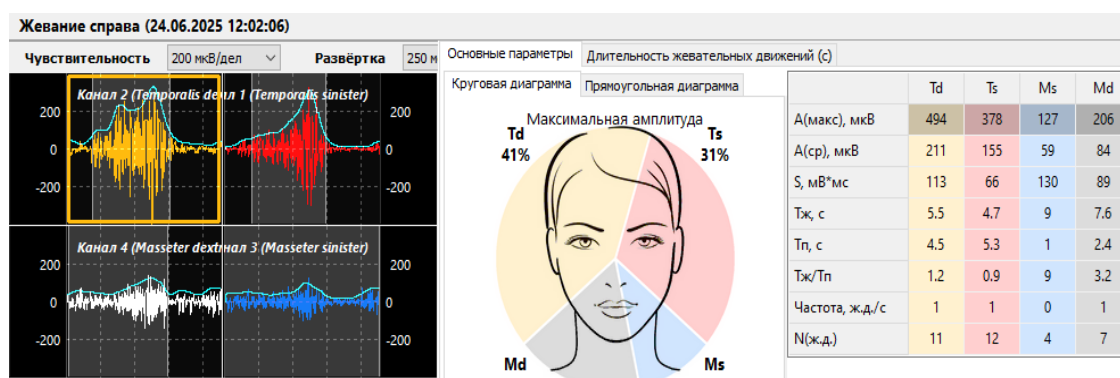 Жевание справа (24.06.2025 12:02:06)
Чувствительность 200 мкВ/дел Развёртка 250 м
Основные параметры Длительность жевательных движений (с)
Круговая диаграмма Прямоугольная диаграмма
Канал 2 (Temporalis de нал 1 (Temporalis sinister)
200 200
0 0
-200 -200
Канал 4 (Masseter dext нал 3 (Masseter sinister)
200 200
0 0
-200 -200
Максимальная амплитуда
Td Ts
41% 31%
Md Ms
Td Ts Ms Md
A(макс), мкВ 494 378 127 206
A(ср), мкВ 211 155 59 84
S, мВ*мс 113 66 130 89
Тж, с 5.5 4.7 9 7.6
Тп, с 4.5 5.3 1 2.4
Тж/Тп 1.2 0.9 9 3.2
Частота, ж.д./с 1 1 0 1
N(ж.д.) 11 12 4 7